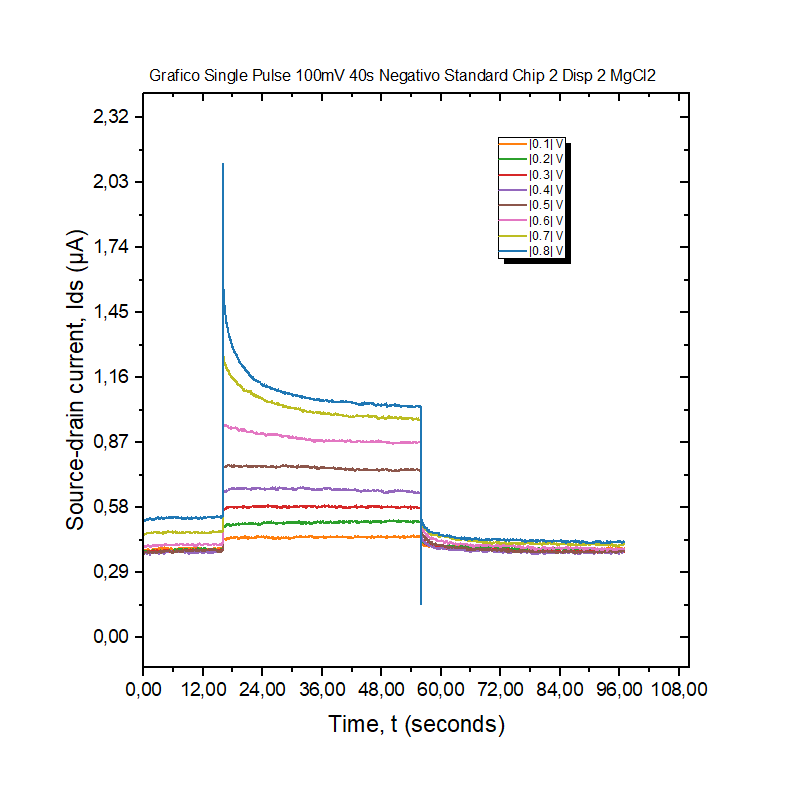 Grafico Single Pulse 100mV 40s Negativo Standard Chip 2 Disp 2 MgCl2
2,32
2,03
1,74
1,45
1,16
0,87
0,58
0,29
0,00
Source-drain current, Ids (µA)
|0.1| V
|0.2| V
|0.3| V
|0.4| V
|0.5| V
|0.6| V
|0.7| V
|0.8| V
0,00 12,00 24,00 36,00 48,00 60,00 72,00 84,00 96,00 108,00
Time, t (seconds)